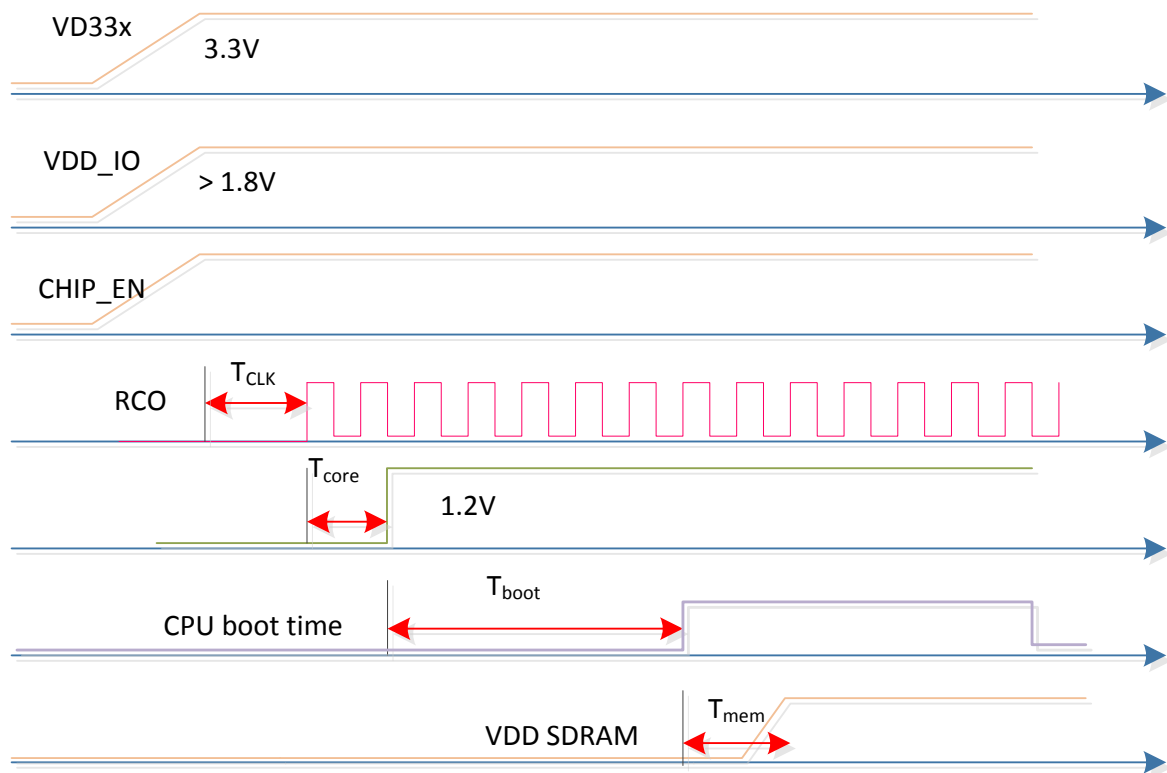 VD33x
3.3V
VDD_IO
> 1.8V
CHIP_EN
RCO
TCLK
Tcore
1.2V
CPU boot time
Tboot
VDD SDRAM
Tmem